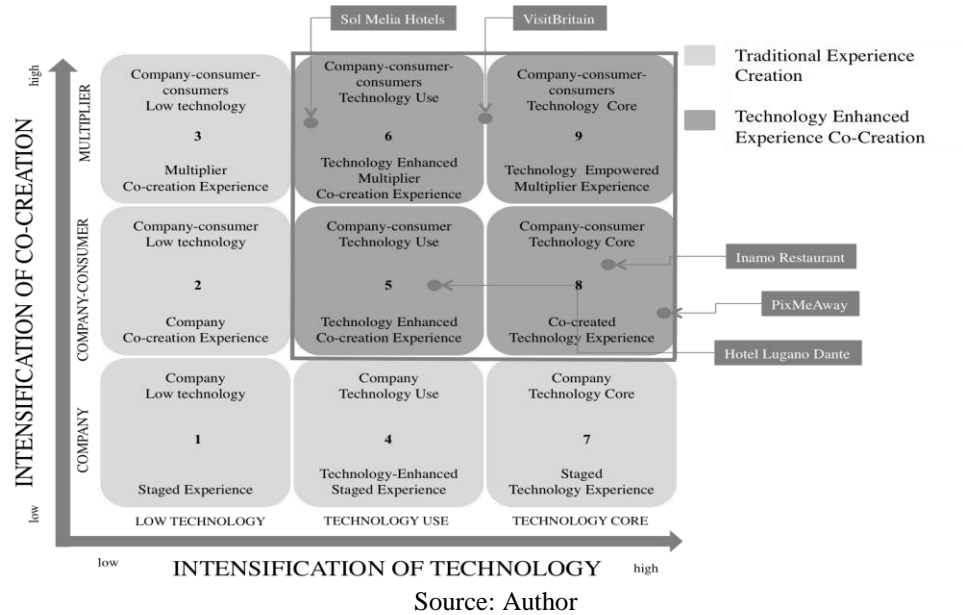 Sol Melia Hotels
VisitBritain
Traditional Experience
Creation
Technology Enhanced
Experience Co-Creation
INTENSIFICATION OF CO-CREATION
high
low
MULTIPLIER
COMPANY-CONSUMER
COMPANY
Company-consumer-
consumers
Low technology
3
Multiplier
Co-creation Experience
Company-consumer-
consumers
Technology Use
6
Technology Enhanced
Multiplier
Co-creation Experience
Company-consumer-
consumers
Technology Core
9
Technology Empowered
Multiplier Experience
Company-consumer
Low technology
2
Company
Co-creation Experience
Company-consumer
Technology Use
5
Technology Enhanced
Co-creation Experience
Company-consumer
Technology Core
8
Co-created
Technology Experience
Inamo Restaurant
PixMeAway
Hotel Lugano Dante
Company
Low technology
1
Staged Experience
Company
Technology Use
4
Technology-Enhanced
Staged Experience
Company
Technology Core
7
Staged
Technology Experience
LOW TECHNOLOGY
TECHNOLOGY USE
TECHNOLOGY CORE
low
INTENSIFICATION OF TECHNOLOGY
high
Source: Author